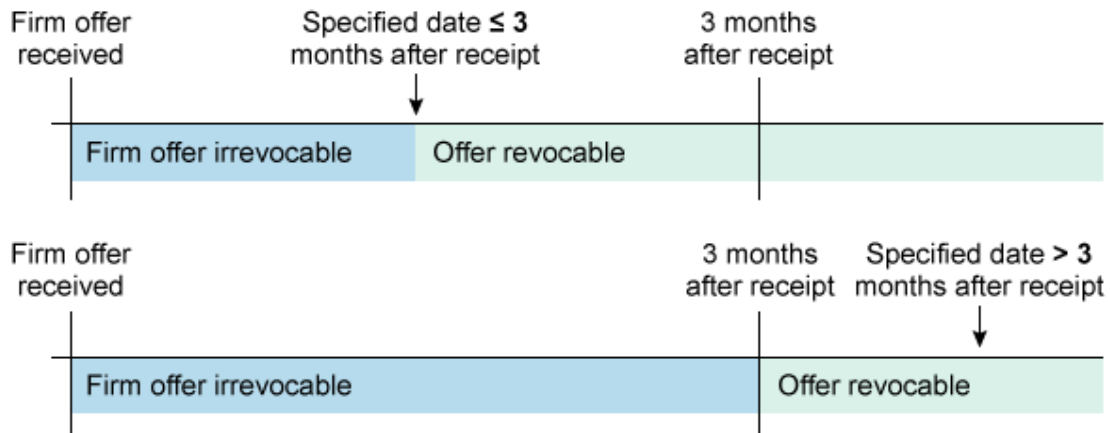 Firm offer
received
Specified date ≤ 3
months after receipt
3 months
after receipt
Firm offer irrevocable
Offer revocable
Firm offer
received
3 months
after receipt
Specified date > 3
months after receipt
Firm offer irrevocable
Offer revocable